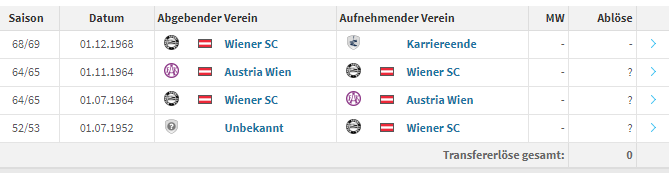 Saison Datum Abgebender Verein Aufnehmender Verein MW Ablöse
68/69 01.12.1968 Wiener SC Karriereende - -
64/65 01.11.1964 Austria Wien Wiener SC - ?
64/65 01.07.1964 Wiener SC Austria Wien - ?
52/53 01.07.1952 Unbekannt Wiener SC - ?
Transfererlöse gesamt: 0